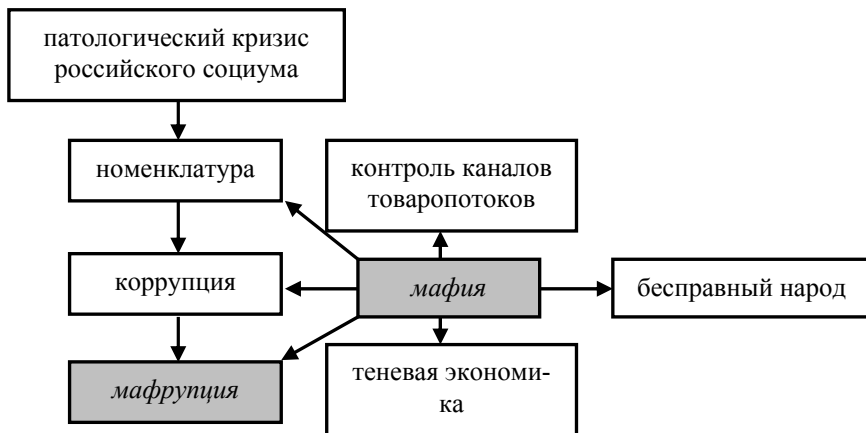 патологический кризис
российского социума
номенклатура
контроль каналов
товаропотоков
коррупция
мафия
бесправный народ
мафрупция
теневая экономи-
ка